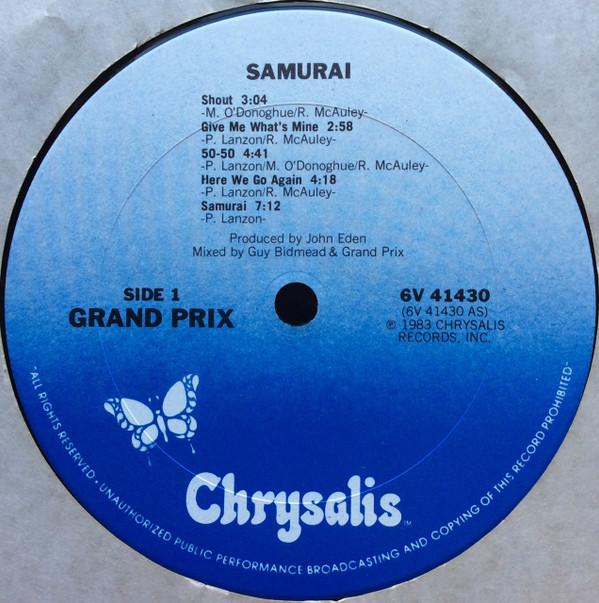 SAMURAI
Shout 3:04
-M. O'Donoghue/R. McAuley-
Give Me What's Mine 2:58
-P. Lanzon/R. McAuley-
50-50 4:41
-P. Lanzon/M. O'Donoghue/R. McAuley-
Here We Go Again 4:18
-P. Lanzon/R. McAuley-
Samurai 7:12
-P. Lanzon-
Produced by John Eden
Mixed by Guy Bidmead & Grand Prix
SIDE 1
GRAND PRIX
6V 41430
(6V 41430 AS)
℗ 1983 CHRYSALIS
RECORDS, INC.
Chrysalis™
"ALL RIGHTS RESERVED • UNAUTHORIZED PUBLIC PERFORMANCE BROADCASTING AND COPYING OF THIS RECORD PROHIBITED"